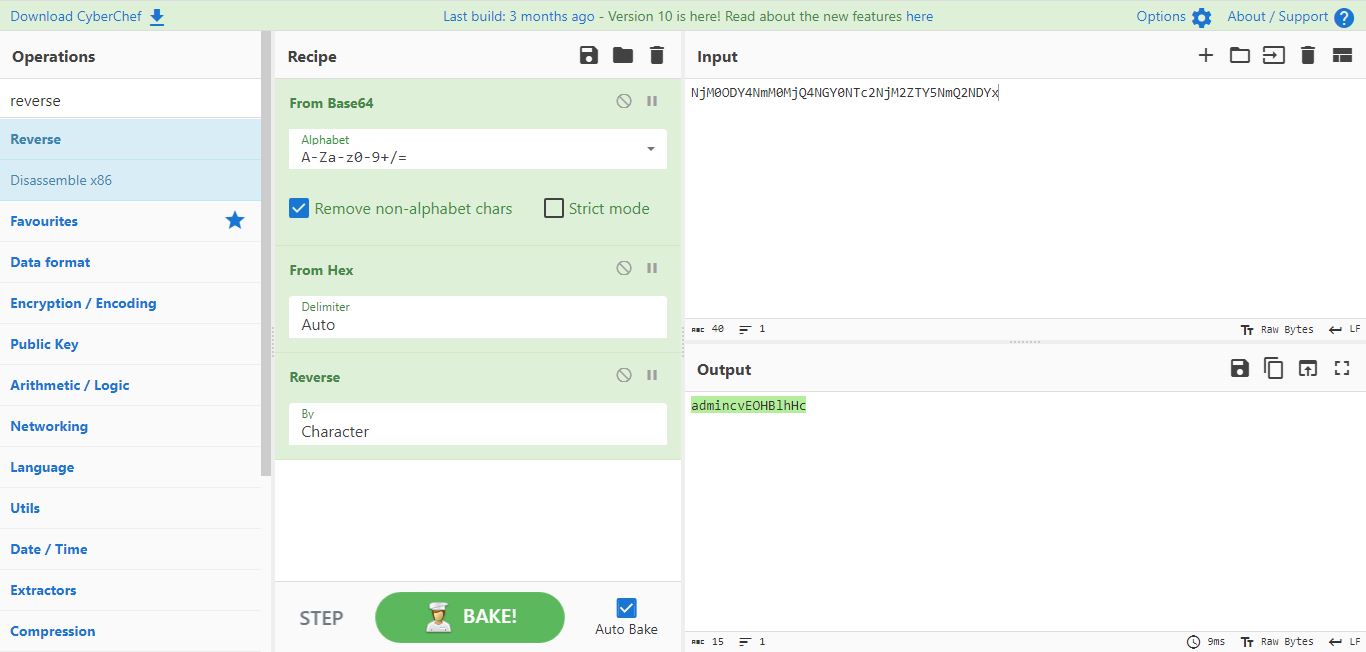 Download CyberChef
Last build: 3 months ago - Version 10 is here! Read about the new features here
Options
About / Support
Operations
reverse
Reverse
Disassemble x86
Favourites
Data format
Encryption / Encoding
Public Key
Arithmetic / Logic
Networking
Language
Utils
Date / Time
Extractors
Compression
Recipe
From Base64
Alphabet
A-Za-z0-9+/=
Remove non-alphabet chars
Strict mode
From Hex
Delimiter
Auto
Reverse
By
Character
STEP
BAKE!
Auto Bake
Input
NjM0ODY4NmM0MjQ4NGY0NTc2NjM2ZTY5NmQ2NDYx
ABC 40 1
Tт Raw Bytes LF
Output
admincvEOHBlhHc
ABC 15 1
9ms Tт Raw Bytes LF